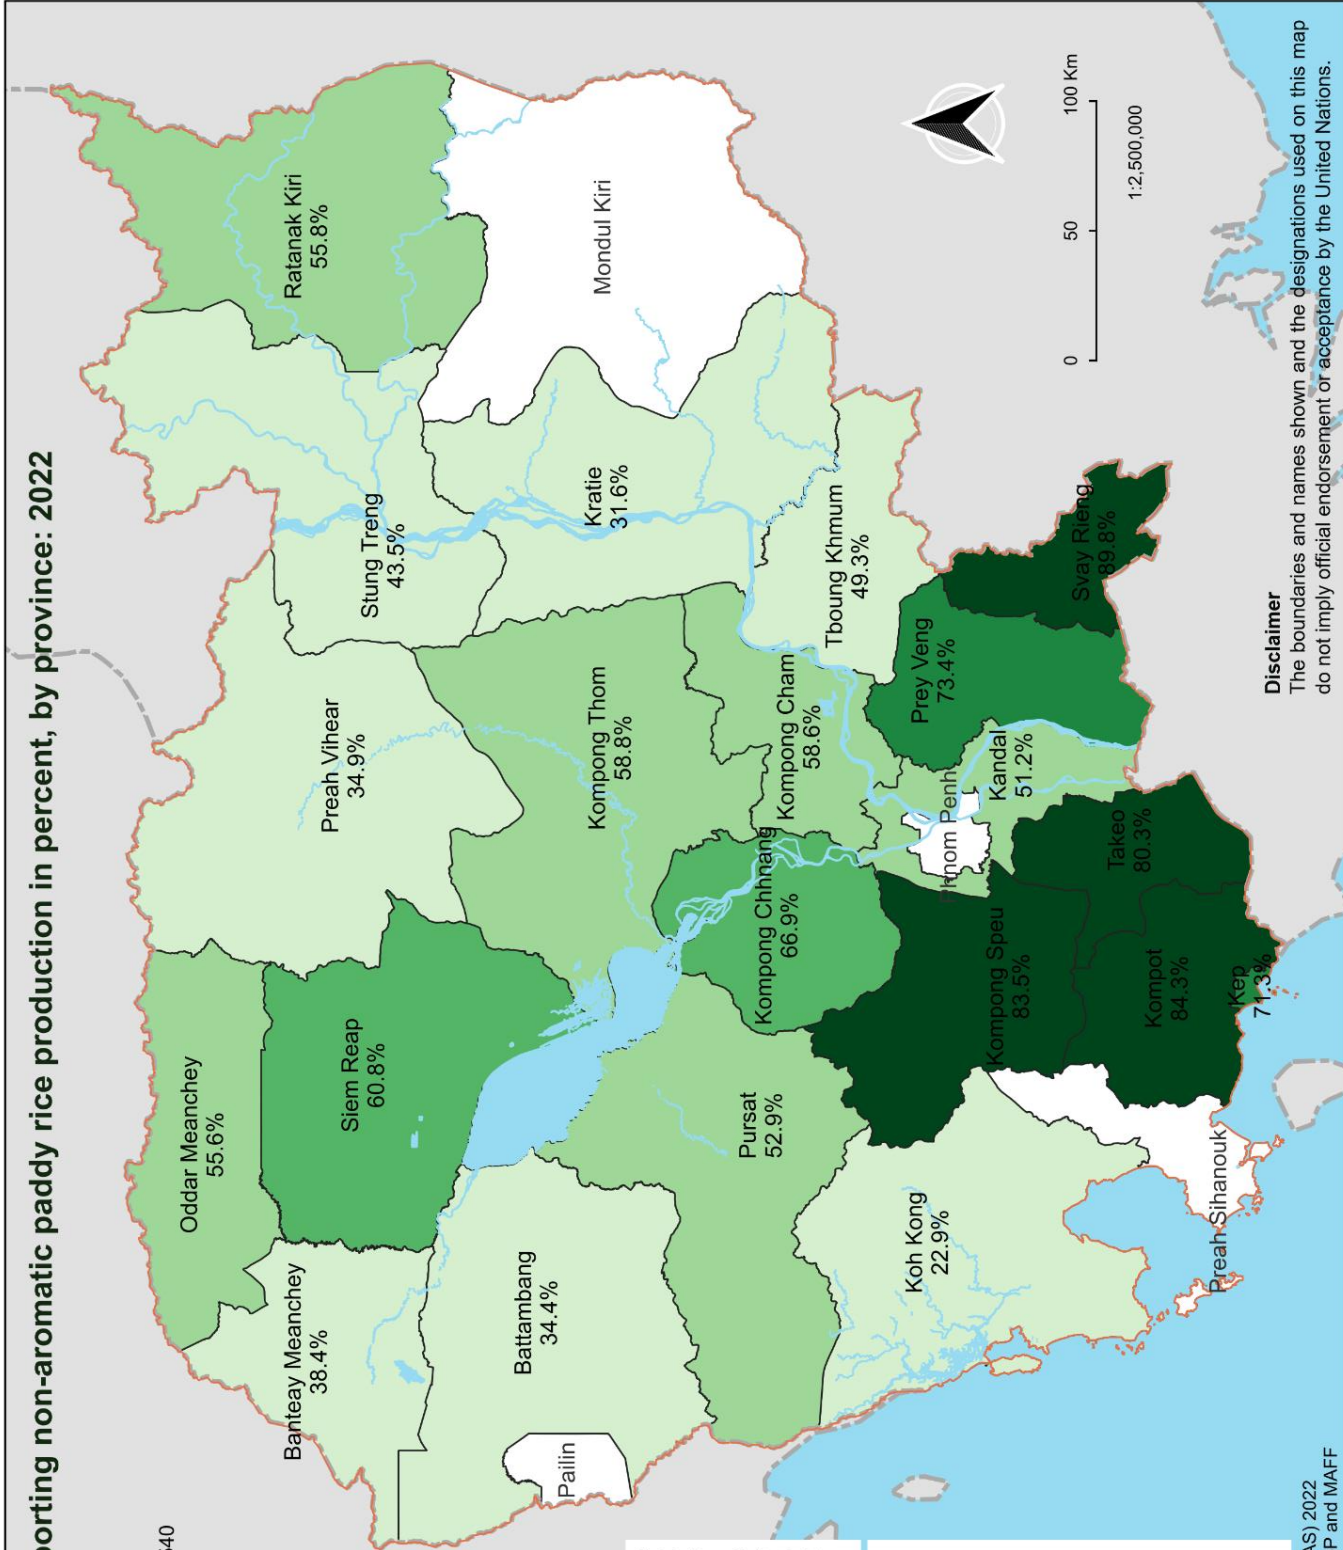 orting non-aromatic paddy rice production in percent, by province: 2022
Ratanak Kiri
55.8%
Stung Treng
43.5%
Preah Vihear
34.9%
Oddar Meanchey
55.6%
Banteay Meanchey
38.4%
Siem Reap
60.8%
Mondul Kiri
Kratie
31.6%
Kompong Thom
58.8%
Battambang
34.4%
Pailin
Tboung Khmum
49.3%
Kompong Cham
58.6%
Kompong Chhnang
66.9%
Pursat
52.9%
Prey Veng
73.4%
Phnom Penh
Kandal
51.2%
Koh Kong
22.9%
Svay Rieng
89.8%
Takeo
80.3%
Kompong Speu
83.5%
Kompot
84.3%
Kep
71.3%
Preah Sihanouk
0
50
100 Km
1:2,500,000
Disclaimer
The boundaries and names shown and the designations used on this map
do not imply official endorsement or acceptance by the United Nations.
40
AS) 2022
P and MAFF